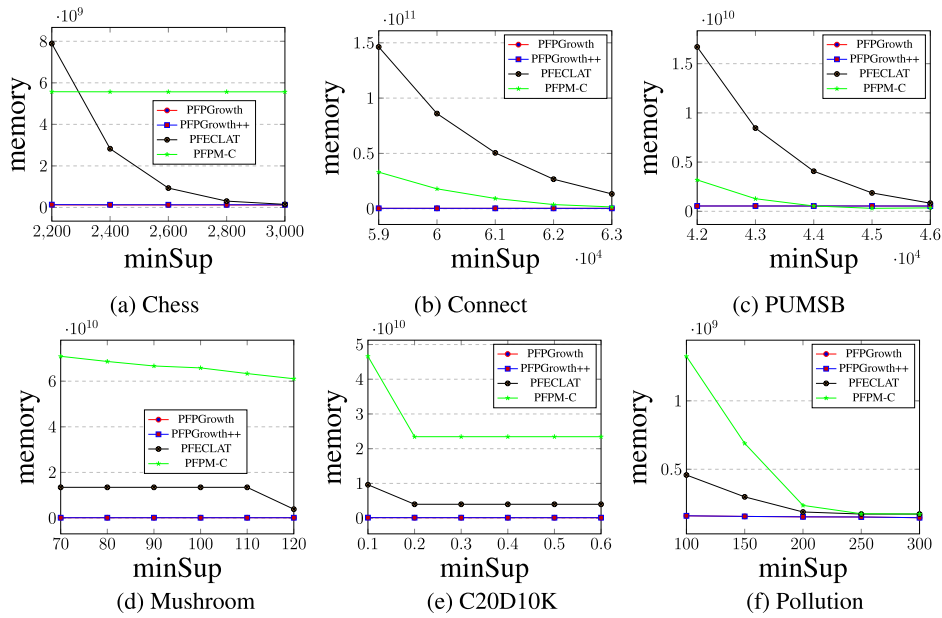 ·10^9
memory
8
6
4
2
0
PFPGrowth
PFPGrowth++
PFECLAT
PFPM-C
2,200 2,400 2,600 2,800 3,000
minSup
(a) Chess
·10^11
memory
1.5
1
0.5
0
PFPGrowth
PFPGrowth++
PFECLAT
PFPM-C
5.9 6 6.1 6.2 6.3
minSup ·10^4
(b) Connect
·10^10
memory
1.5
1
0.5
0
PFPGrowth
PFPGrowth++
PFECLAT
PFPM-C
4.2 4.3 4.4 4.5 4.6
minSup ·10^4
(c) PUMSB
·10^10
memory
6
4
2
0
PFPGrowth
PFPGrowth++
PFECLAT
PFPM-C
70 80 90 100 110 120
minSup
(d) Mushroom
·10^10
memory
5
4
3
2
1
0
PFPGrowth
PFPGrowth++
PFECLAT
PFPM-C
0.1 0.2 0.3 0.4 0.5 0.6
minSup
(e) C20D10K
·10^9
memory
1
0.5
PFPGrowth
PFPGrowth++
PFECLAT
PFPM-C
100 150 200 250 300
minSup
(f) Pollution